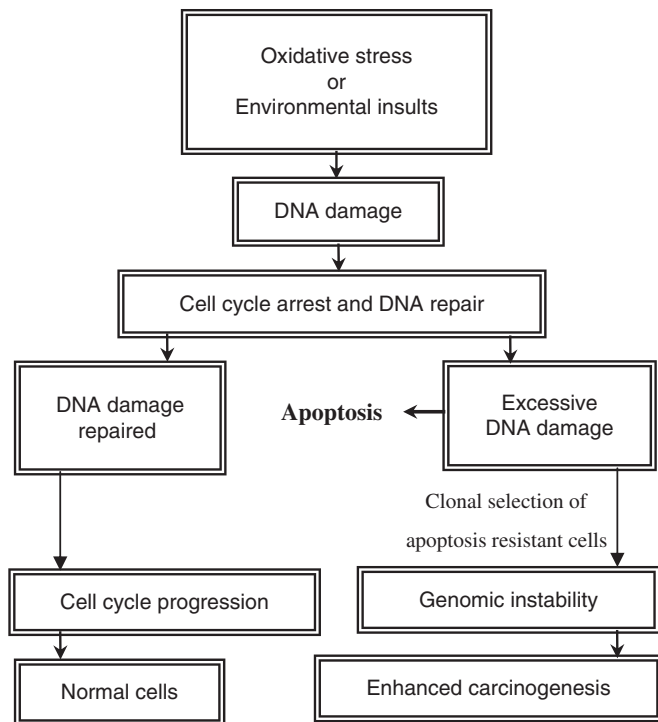 Oxidative stress
or
Environmental insults
DNA damage
Cell cycle arrest and DNA repair
DNA damage
repaired
Apoptosis
Excessive
DNA damage
Clonal selection of
apoptosis resistant cells
Cell cycle progression
Genomic instability
Normal cells
Enhanced carcinogenesis